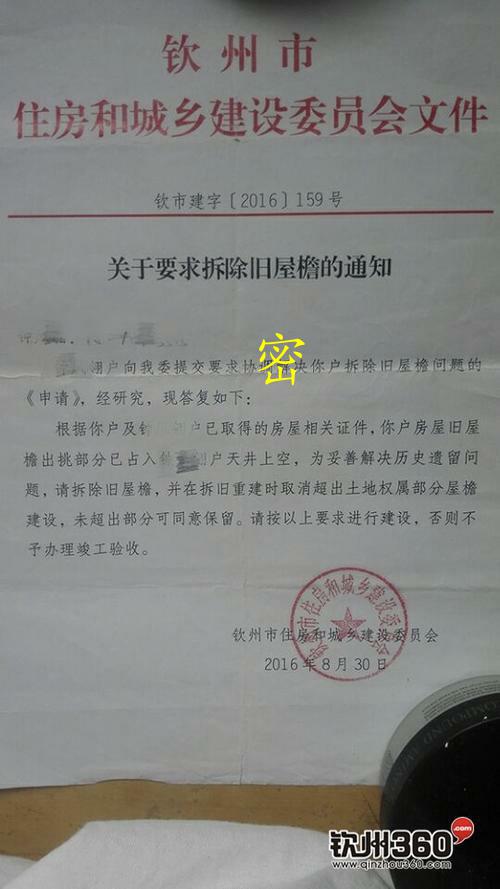 钦州市
住房和城乡建设委员会文件
钦市建字〔2016〕159号
关于要求拆除旧屋檐的通知
密
翊户向我委提交要求协调解决你户拆除旧屋檐问题的
《申请》，经研究，现答复如下：
根据你户及钟 户已取得的房屋相关证件，你户房屋旧屋
檐出挑部分已占入 户天井上空，为妥善解决历史遗留问
题，请拆除旧屋檐，并在拆旧重建时取消超出土地权属部分屋檐
建设，未超出部分可同意保留。请按以上要求进行建设，否则不
予办理竣工验收。
钦州市住房和城乡建设委员会
钦州市住房和城乡建设委员会
2016年8月30日
COMPOUND
钦州360.com
www.qinzhou360.com